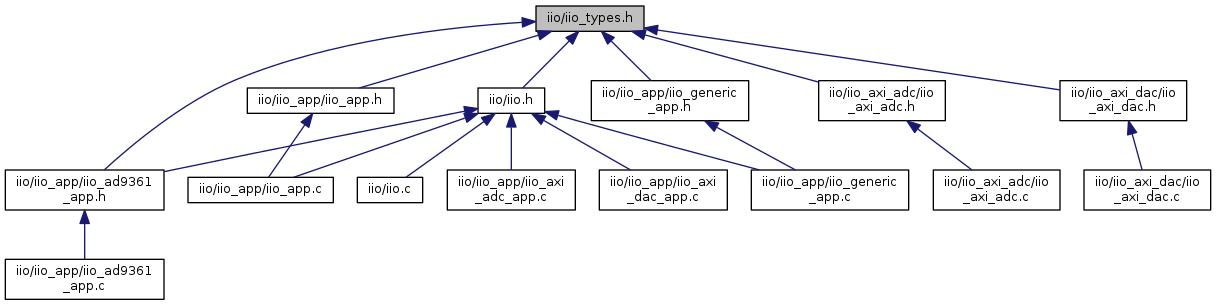 iio/iio_types.h
iio/iio_app/iio_app.h
iio/iio.h
iio/iio_app/iio_generic
_app.h
iio/iio_axi_adc/iio
_axi_adc.h
iio/iio_axi_dac/iio
_axi_dac.h
iio/iio_app/iio_ad9361
_app.h
iio/iio_app/iio_app.c
iio/iio.c
iio/iio_app/iio_axi
_adc_app.c
iio/iio_app/iio_axi
_dac_app.c
iio/iio_app/iio_generic
_app.c
iio/iio_axi_adc/iio
_axi_adc.c
iio/iio_axi_dac/iio
_axi_dac.c
iio/iio_app/iio_ad9361
_app.c